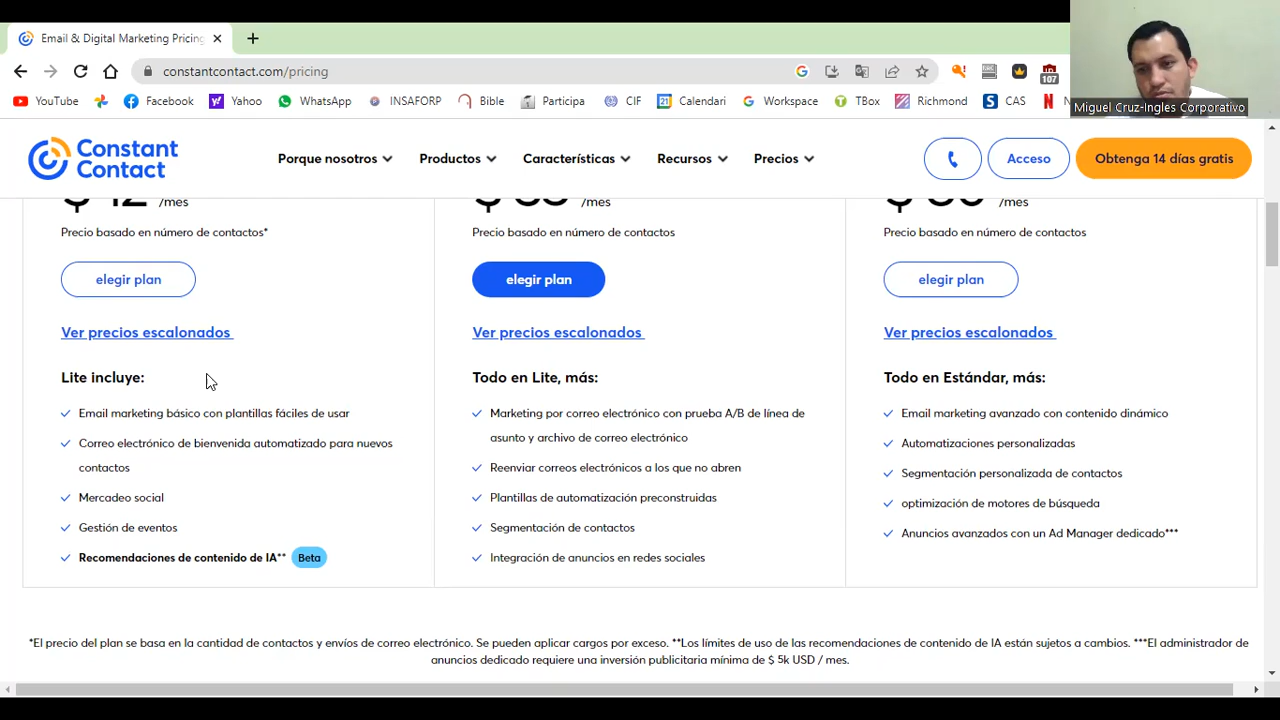 Email & Digital Marketing Pricing
constantcontact.com/pricing
107
YouTube
Facebook
Yahoo
WhatsApp
INSAFORP
Bible
Participa
CIF
Calendari
Workspace
TBox
Richmond
CAS
Miguel Cruz-Ingles Corporativo
Constant
Contact
Porque nosotros
Productos
Características
Recursos
Precios
Acceso
Obtenga 14 días gratis
/mes
/mes
/mes
Precio basado en número de contactos*
Precio basado en número de contactos
Precio basado en número de contactos
elegir plan
elegir plan
elegir plan
Ver precios escalonados
Ver precios escalonados
Ver precios escalonados
Lite incluye:
Email marketing básico con plantillas fáciles de usar
Correo electrónico de bienvenida automatizado para nuevos
contactos
Mercadeo social
Gestión de eventos
Recomendaciones de contenido de IA** Beta
Todo en Lite, más:
Marketing por correo electrónico con prueba A/B de línea de
asunto y archivo de correo electrónico
Reenviar correos electrónicos a los que no abren
Plantillas de automatización preconstruidas
Segmentación de contactos
Integración de anuncios en redes sociales
Todo en Estándar, más:
Email marketing avanzado con contenido dinámico
Automatizaciones personalizadas
Segmentación personalizada de contactos
optimización de motores de búsqueda
Anuncios avanzados con un Ad Manager dedicado***
*El precio del plan se basa en la cantidad de contactos y envíos de correo electrónico. Se pueden aplicar cargos por exceso. **Los límites de uso de las recomendaciones de contenido de IA están sujetos a cambios. ***El administrador de
anuncios dedicado requiere una inversión publicitaria mínima de $ 5k USD / mes.